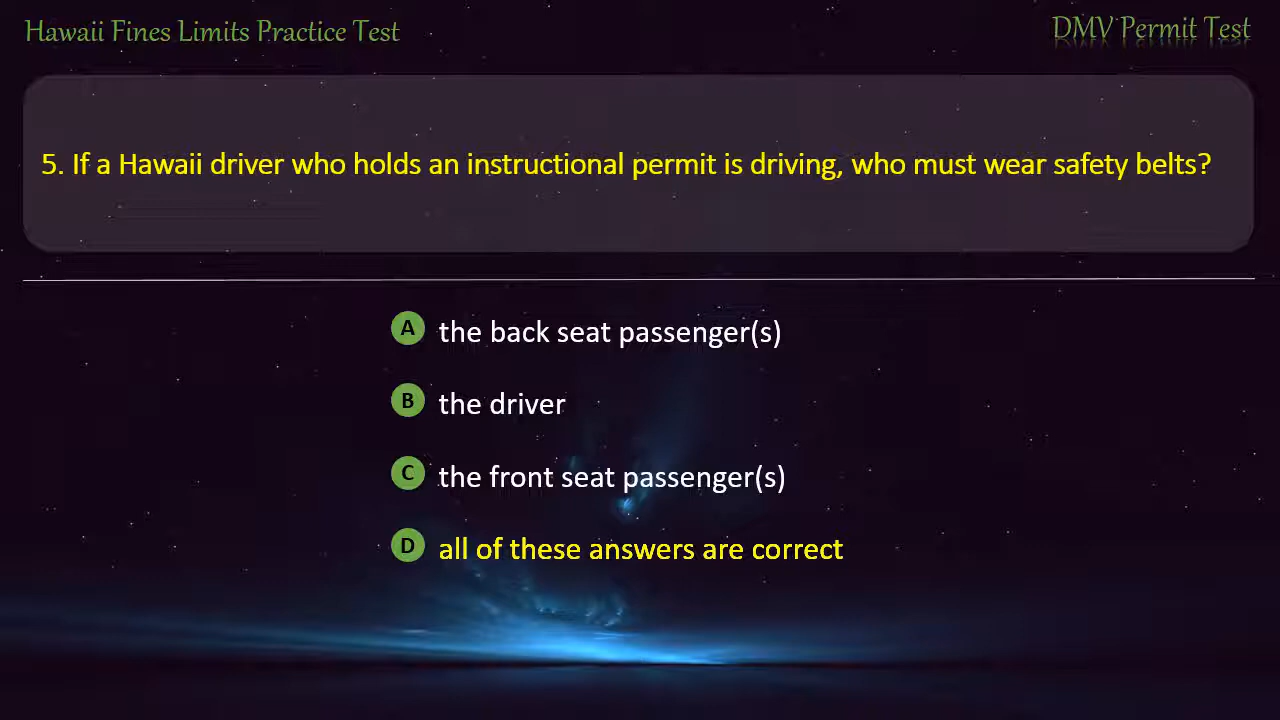 Hawaii Fines Limits Practice Test
DMV Permit Test
5. If a Hawaii driver who holds an instructional permit is driving, who must wear safety belts?
A the back seat passenger(s)
B the driver
C the front seat passenger(s)
D all of these answers are correct